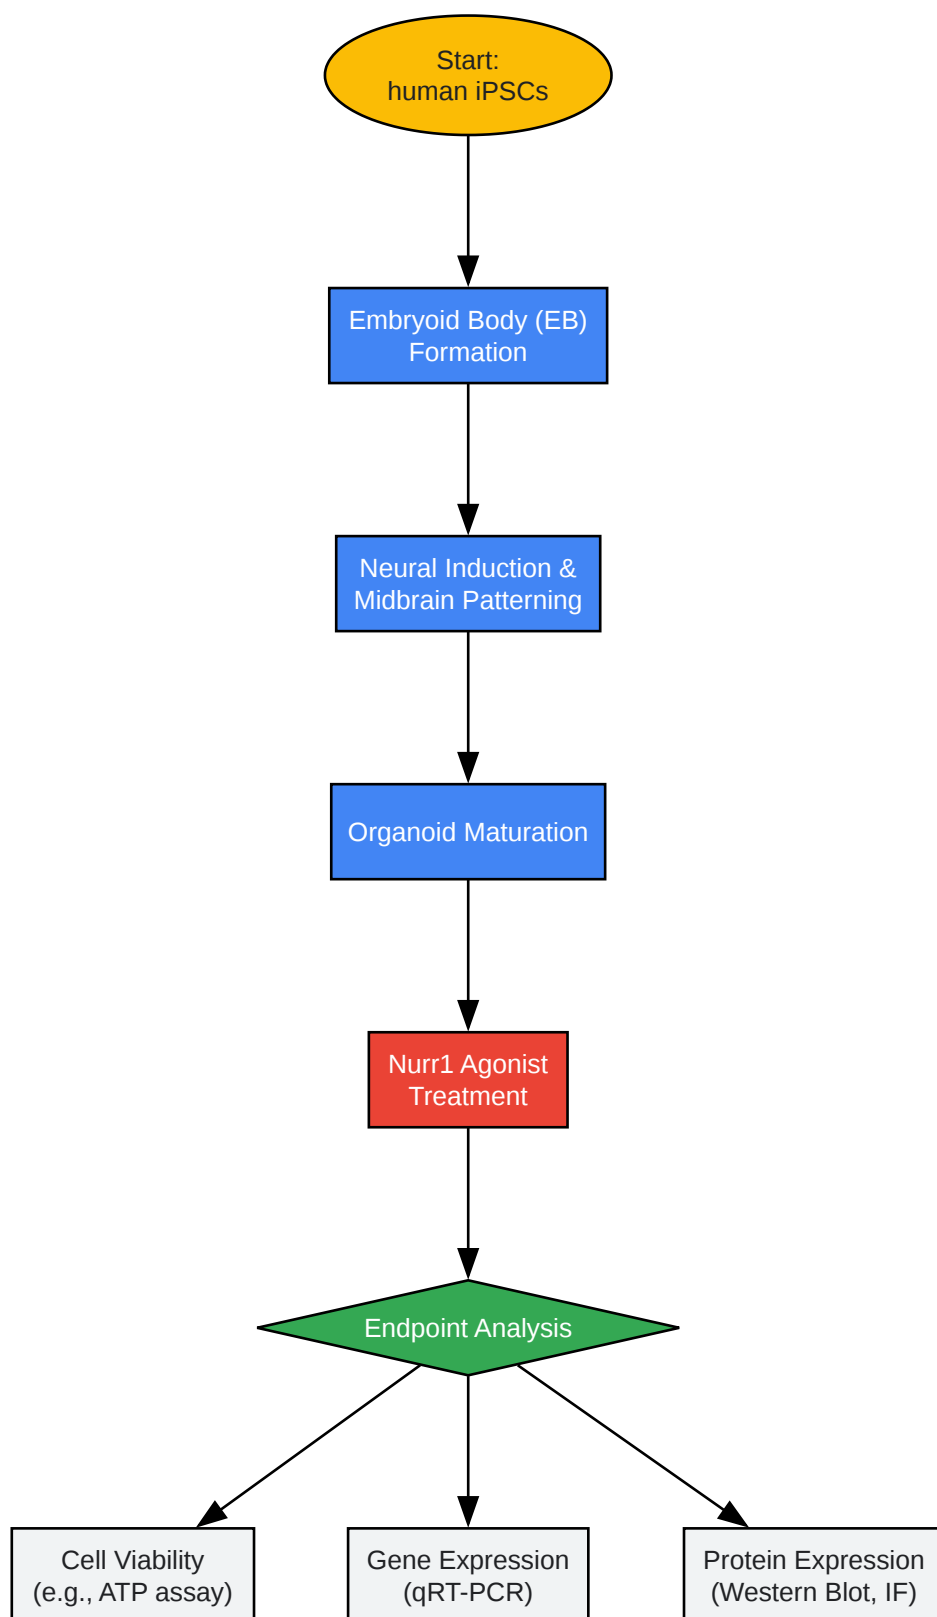 Start:
human iPSCs
Embryoid Body (EB)
Formation
Neural Induction &
Midbrain Patterning
Organoid Maturation
Nurr1 Agonist
Treatment
Endpoint Analysis
Cell Viability
(e.g., ATP assay)
Gene Expression
(qRT-PCR)
Protein Expression
(Western Blot, IF)